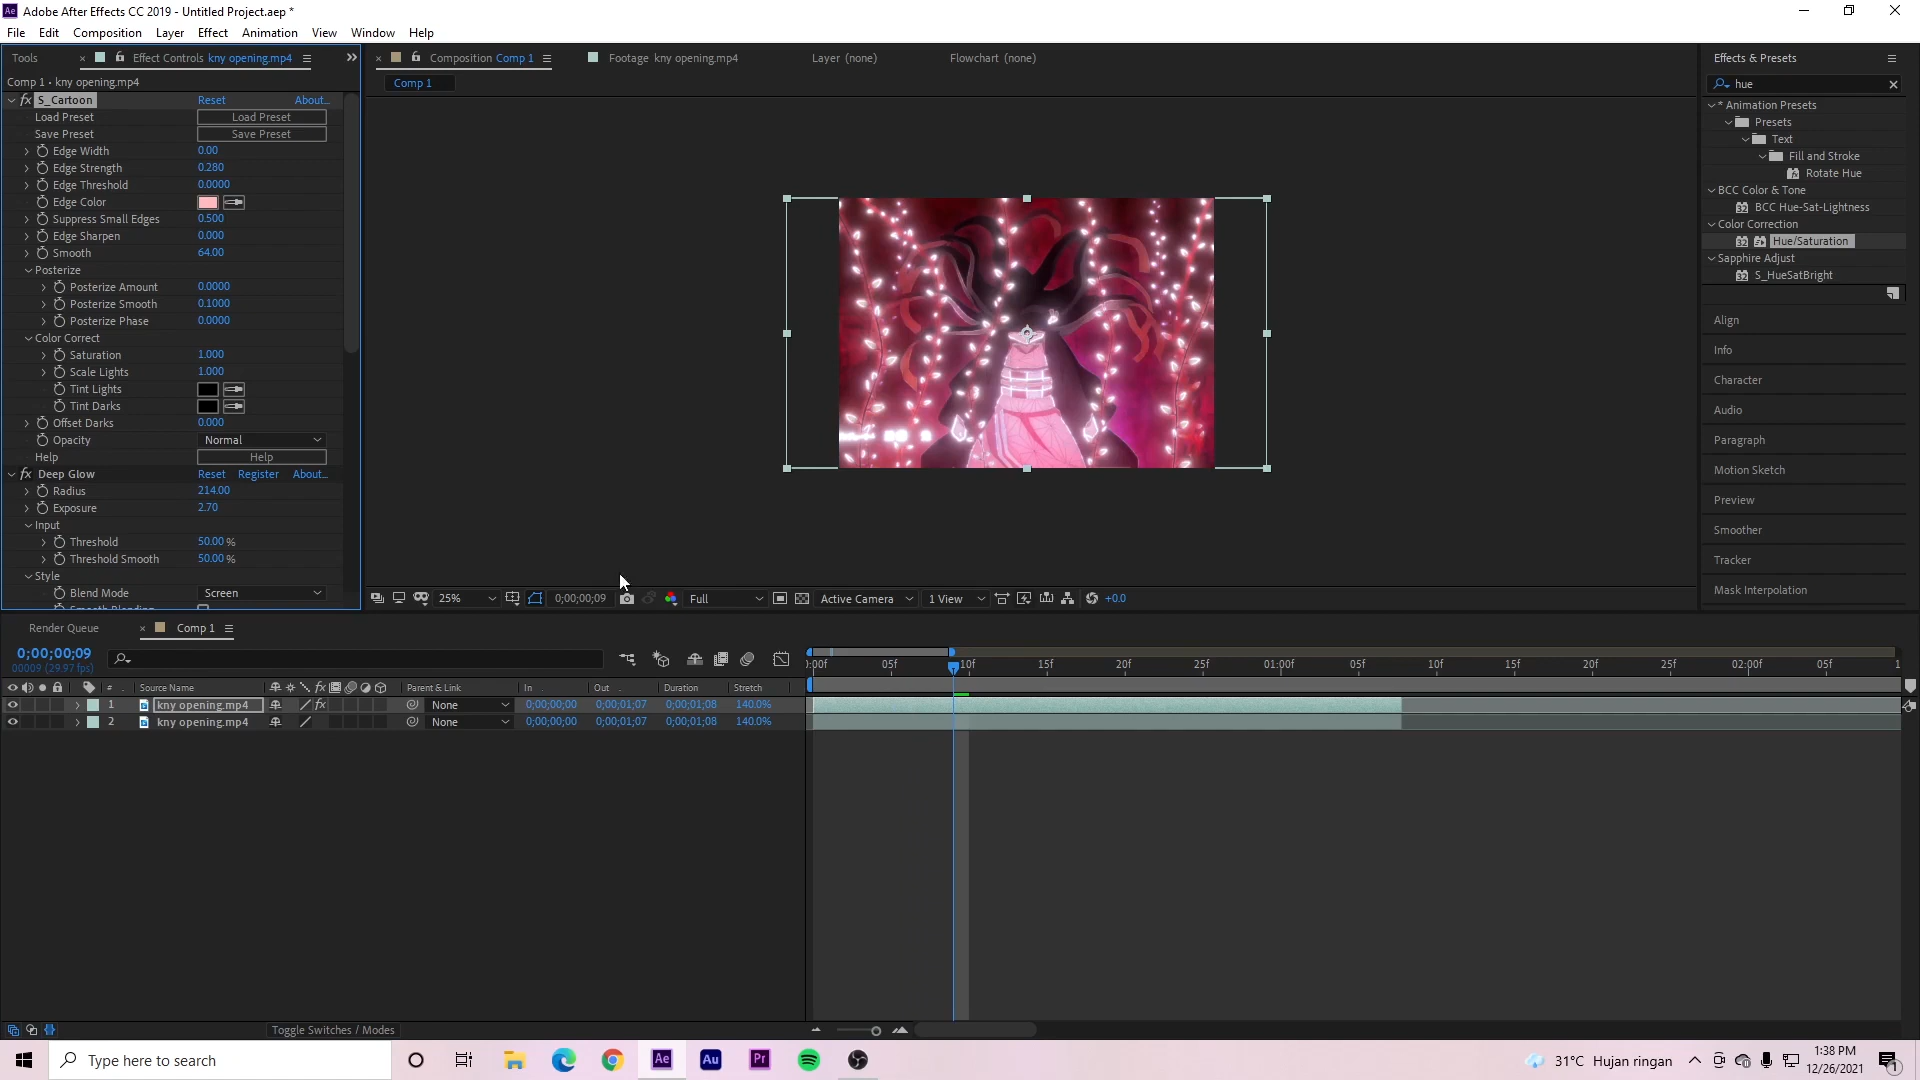 Adobe After Effects CC 2019 - Untitled Project.aep *
File Edit Composition Layer Effect Animation View Window Help
Tools × Effect Controls kny opening.mp4 » × Composition Comp 1 Footage kny opening.mp4 Layer (none) Flowchart (none) Effects & Presets
Comp 1 • kny opening.mp4
Comp 1
hue
fx S_Cartoon Reset About...
Load Preset Load Preset
Save Preset Save Preset
Edge Width 0.00
Edge Strength 0.280
Edge Threshold 0.0000
Edge Color
Suppress Small Edges 0.500
Edge Sharpen 0.000
Smooth 64.00
Posterize
Posterize Amount 0.0000
Posterize Smooth 0.1000
Posterize Phase 0.0000
Color Correct
Saturation 1.000
Scale Lights 1.000
Tint Lights
Tint Darks
Offset Darks 0.000
Opacity Normal
Help Help
fx Deep Glow Reset Register About...
Radius 214.00
Exposure 2.70
Input
Threshold 50.00 %
Threshold Smooth 50.00 %
Style
Blend Mode Screen
* Animation Presets
Presets
Text
Fill and Stroke
Rotate Hue
BCC Color & Tone
32 BCC Hue-Sat-Lightness
Color Correction
32 Hue/Saturation
Sapphire Adjust
32 S_HueSatBright
Align
Info
Character
Audio
Paragraph
Motion Sketch
Preview
Smoother
Tracker
Mask Interpolation
25% 0;00;00;09 Full Active Camera 1 View +0.0
Render Queue × Comp 1
0;00;00;09
00009 (29.97 fps)
:00f 05f 10f 15f 20f 25f 01:00f 05f 10f 15f 20f 25f 02:00f 05f 1
# Source Name fx Parent & Link In Out Duration Stretch
1 kny opening.mp4 fx None 0;00;00;00 0;00;01;07 0;00;01;08 140.0%
2 kny opening.mp4 None 0;00;00;00 0;00;01;07 0;00;01;08 140.0%
Toggle Switches / Modes
Type here to search
Ae Au Pr
31°C Hujan ringan
1:38 PM
12/26/2021
1